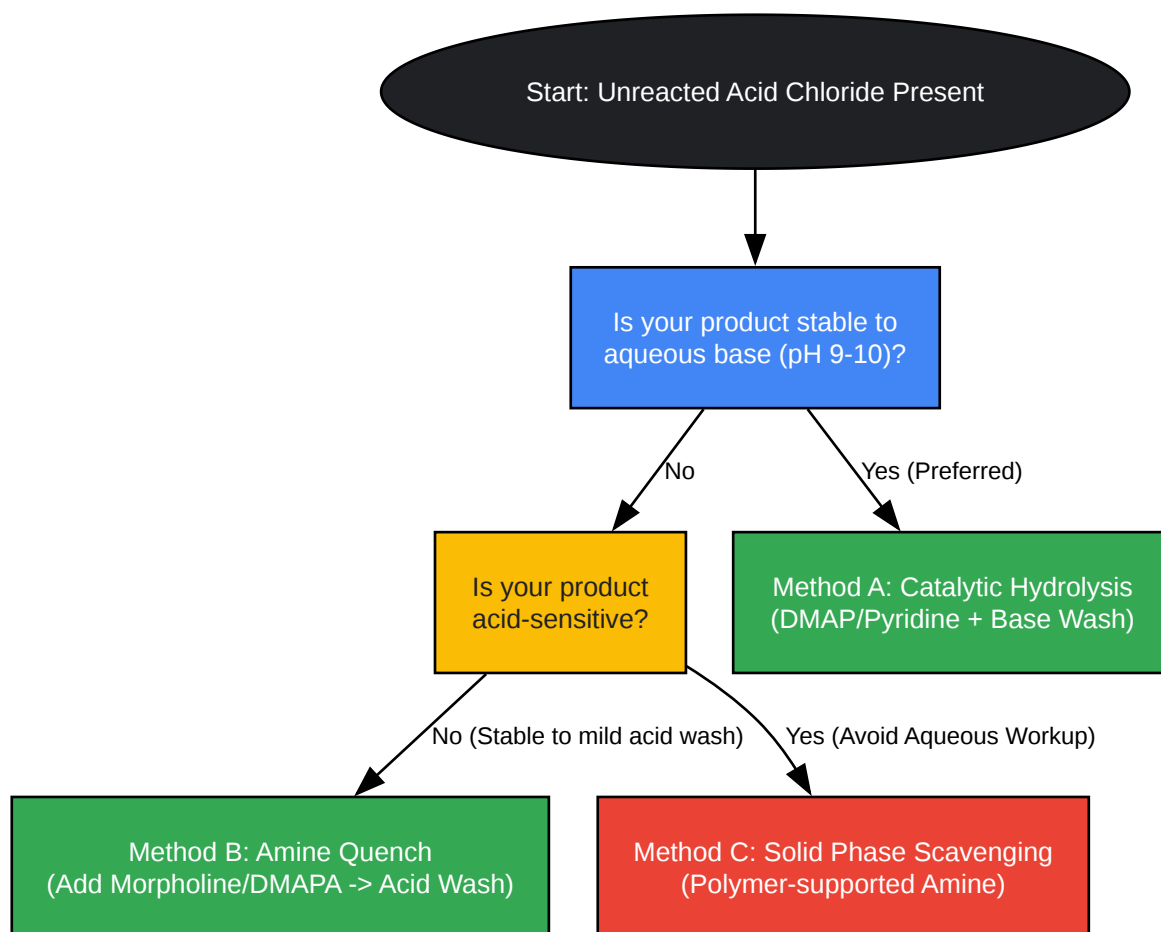 Start: Unreacted Acid Chloride Present
Is your product stable to
aqueous base (pH 9-10)?
No
Yes (Preferred)
Is your product
acid-sensitive?
Method A: Catalytic Hydrolysis
(DMAP/Pyridine + Base Wash)
No (Stable to mild acid wash)
Yes (Avoid Aqueous Workup)
Method B: Amine Quench
(Add Morpholine/DMAPA -> Acid Wash)
Method C: Solid Phase Scavenging
(Polymer-supported Amine)